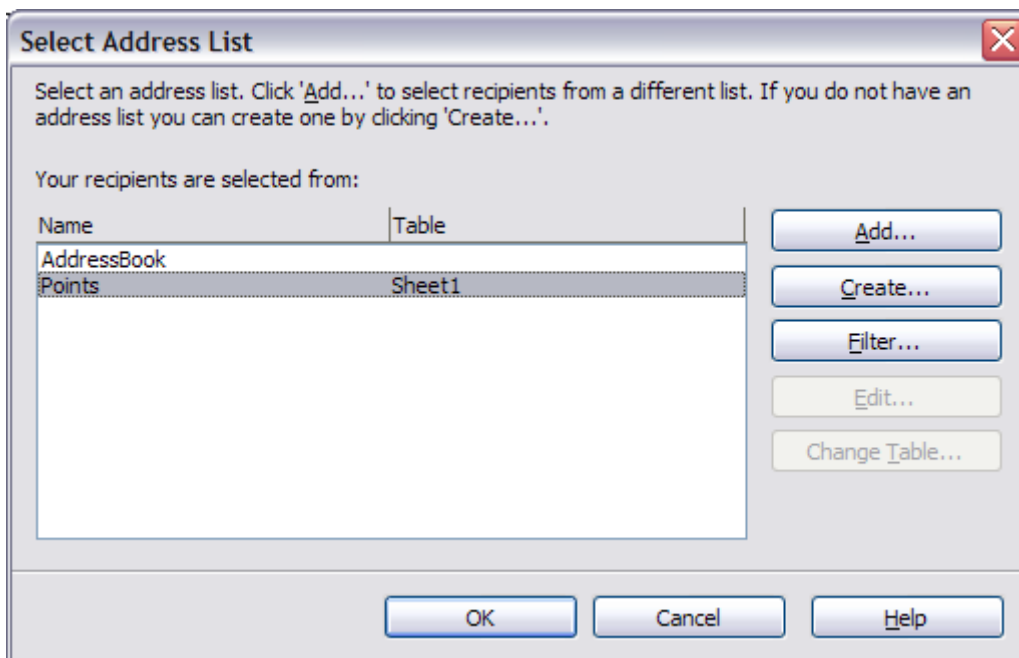 Select Address List
Select an address list. Click 'Add...' to select recipients from a different list. If you do not have an
address list you can create one by clicking 'Create...'.
Your recipients are selected from:
Name Table
AddressBook
Points Sheet1
Add...
Create...
Filter...
Edit...
Change Table...
OK Cancel Help